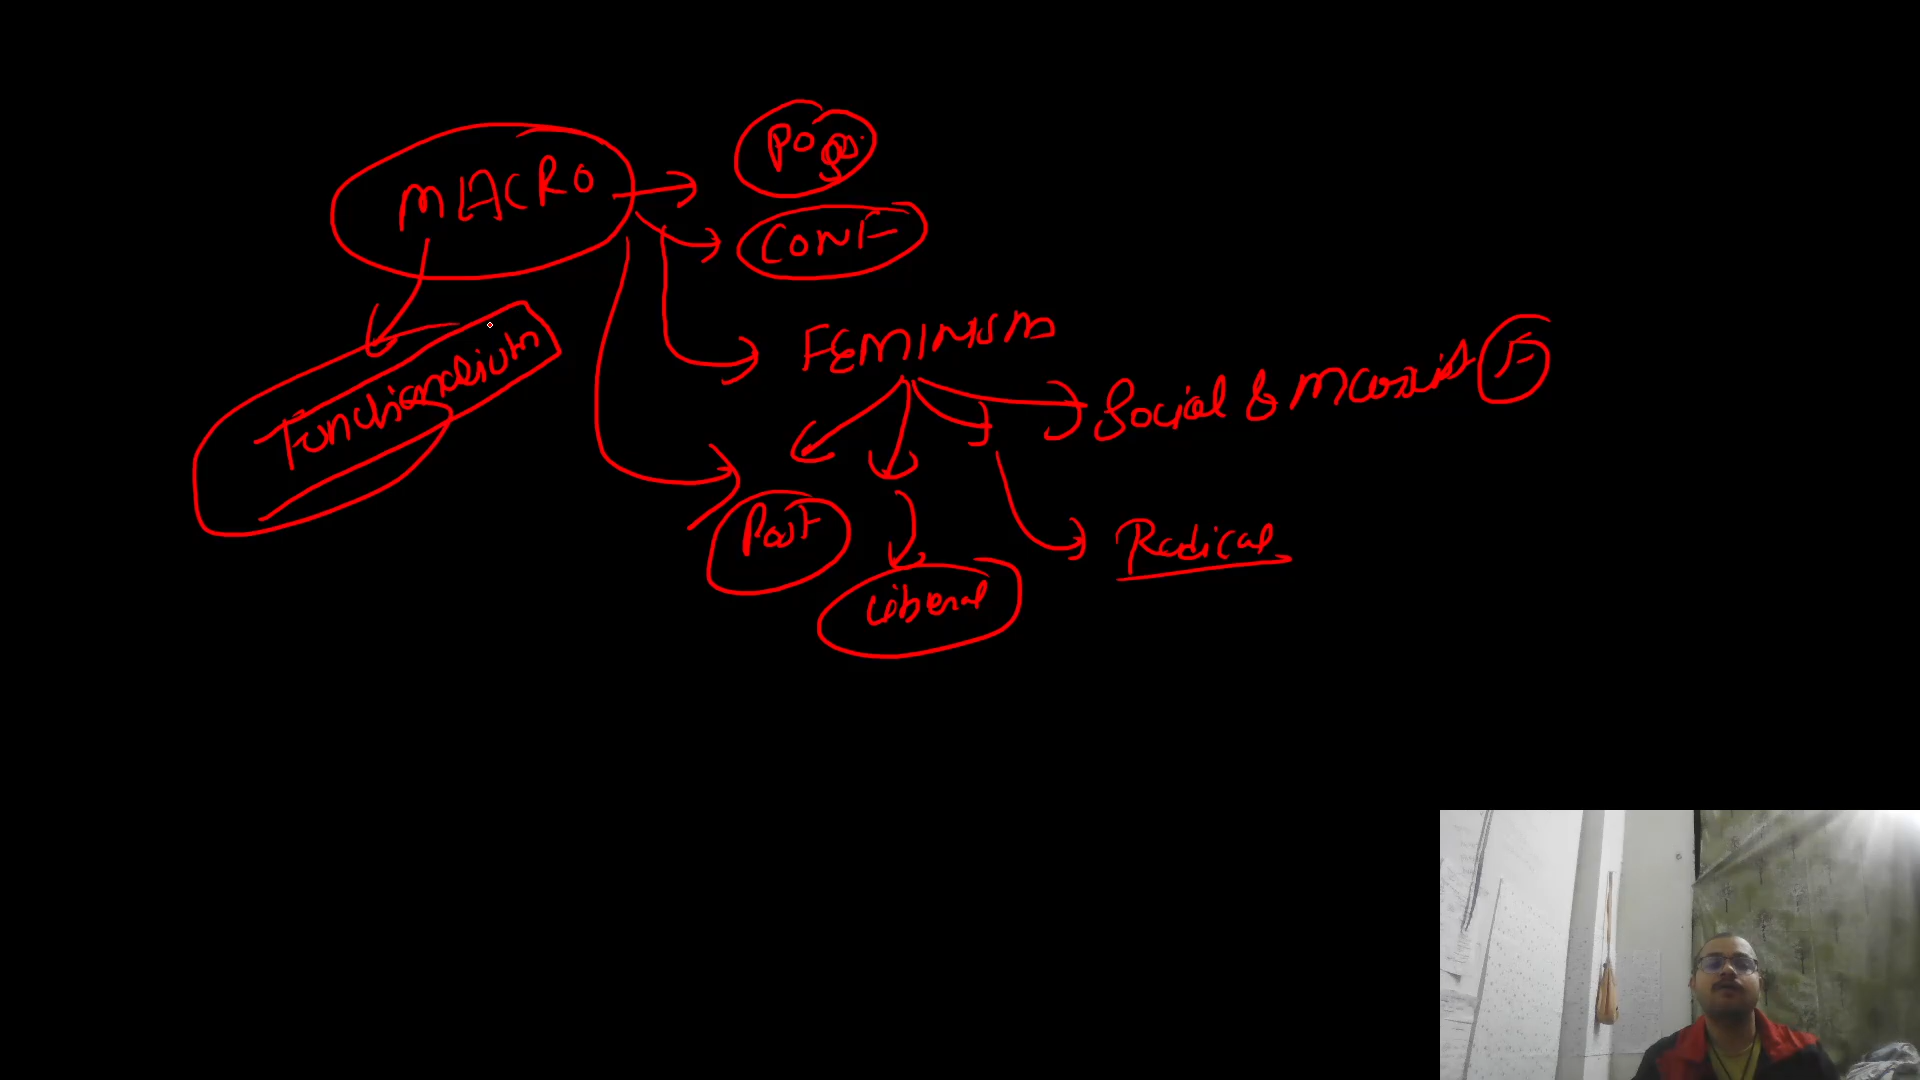 MACRO
CONF
FEMINISM
Functionalism
Social & Marxist F
Post
Radical
Liberal